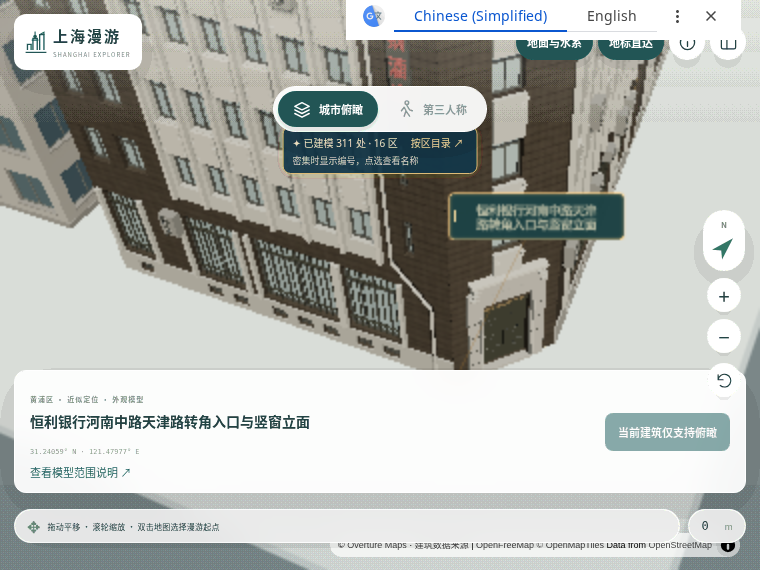 Chinese (Simplified)
English
上海漫游
SHANGHAI EXPLORER
地面与水系
地标直达
城市俯瞰
第三人称
已建模 311 处 · 16 区 按区目录 ↗
密集时显示编号，点选查看名称
恒利银行河南中路天津
路转角入口与竖窗立面
N
+
−
黄浦区 · 近似定位 · 外观模型
恒利银行河南中路天津路转角入口与竖窗立面
31.24059° N · 121.47977° E
查看模型范围说明 ↗
当前建筑仅支持俯瞰
拖动平移 · 滚轮缩放 · 双击地图选择漫游起点
0 m
© Overture Maps · 建筑数据来源 | OpenFreeMap © OpenMapTiles Data from OpenStreetMap